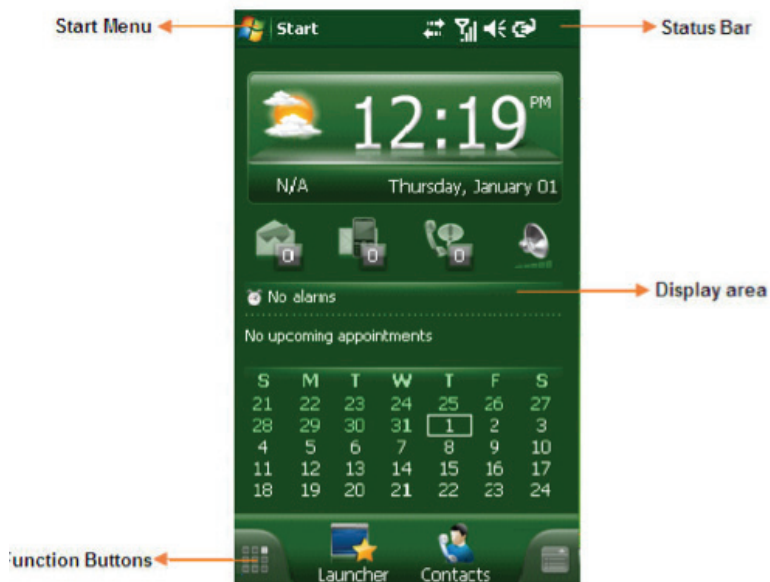 Start Menu
Start
Status Bar
12:19 PM
N/A
Thursday, January 01
0
0
0
No alarms
Display area
No upcoming appointments
S M T W T F S
21 22 23 24 25 26 27
28 29 30 31 1 2 3
4 5 6 7 8 9 10
11 12 13 14 15 16 17
18 19 20 21 22 23 24
unction Buttons
Launcher
Contacts